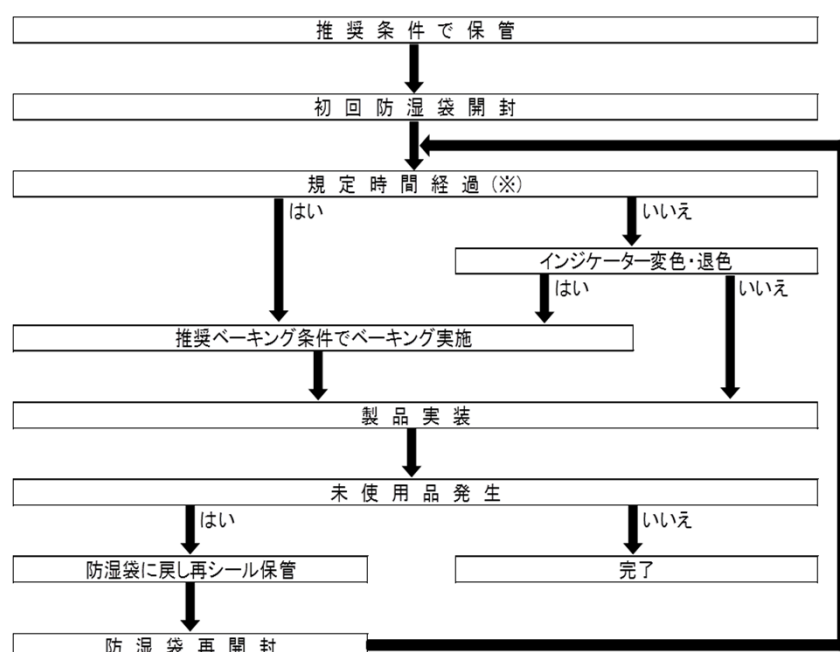 推奨条件で保管
初回防湿袋開封
規定時間経過(※)
はい
いいえ
インジケーター変色・退色
はい
いいえ
推奨ベーキング条件でベーキング実施
製品実装
未使用品発生
はい
いいえ
防湿袋に戻し再シール保管
完了
防湿袋再開封